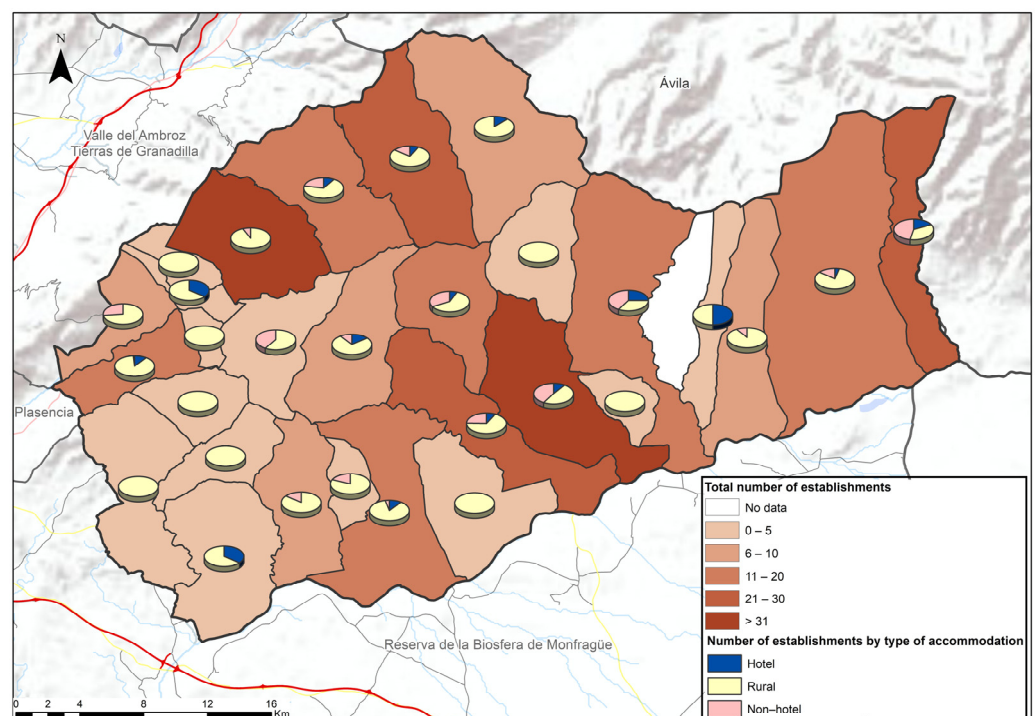 N
Ávila
Valle del Ambroz
Tierras de Granadilla
Plasencia
Reserva de la Biosfera de Monfragüe
Total number of establishments
No data
0 – 5
6 – 10
11 – 20
21 – 30
> 31
Number of establishments by type of accommodation
Hotel
Rural
Non–hotel
0 2 4 8 12 16
Km